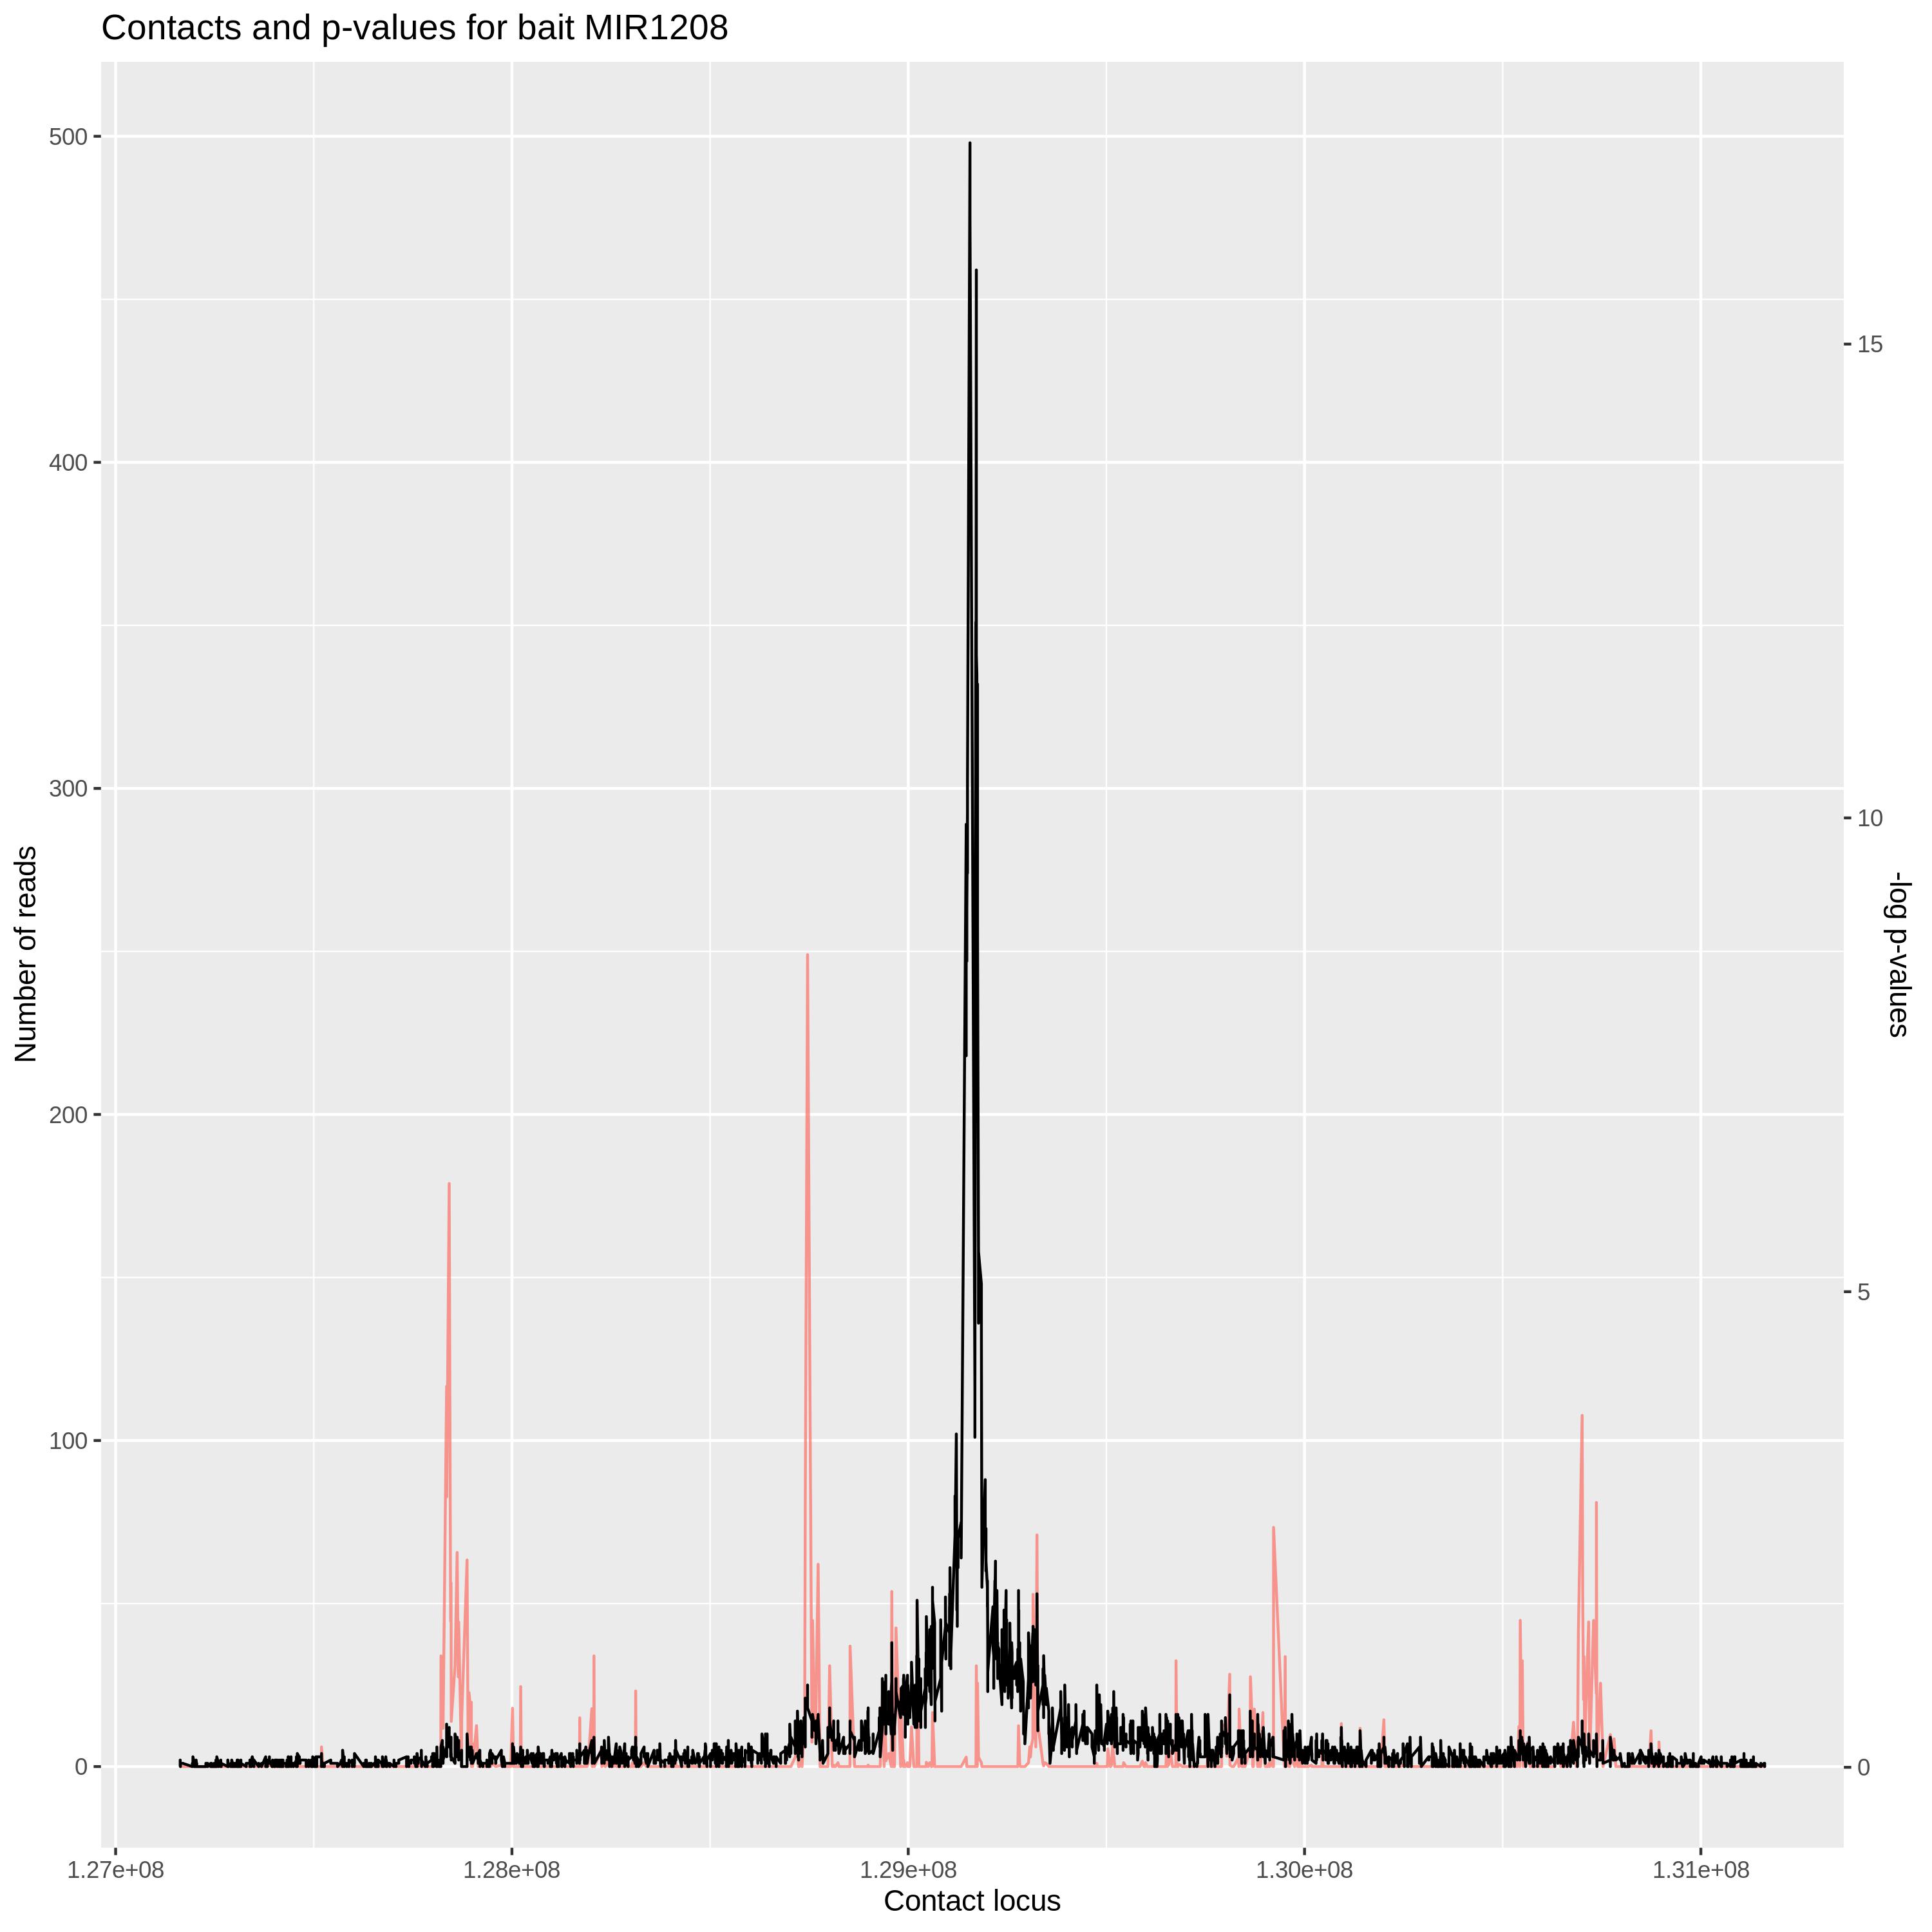 Contacts and p-values for bait MIR1208
500
400
300
200
100
0
Number of reads
15
10
5
0
-log p-values
1.27e+08 1.28e+08 1.29e+08 1.30e+08 1.31e+08
Contact locus